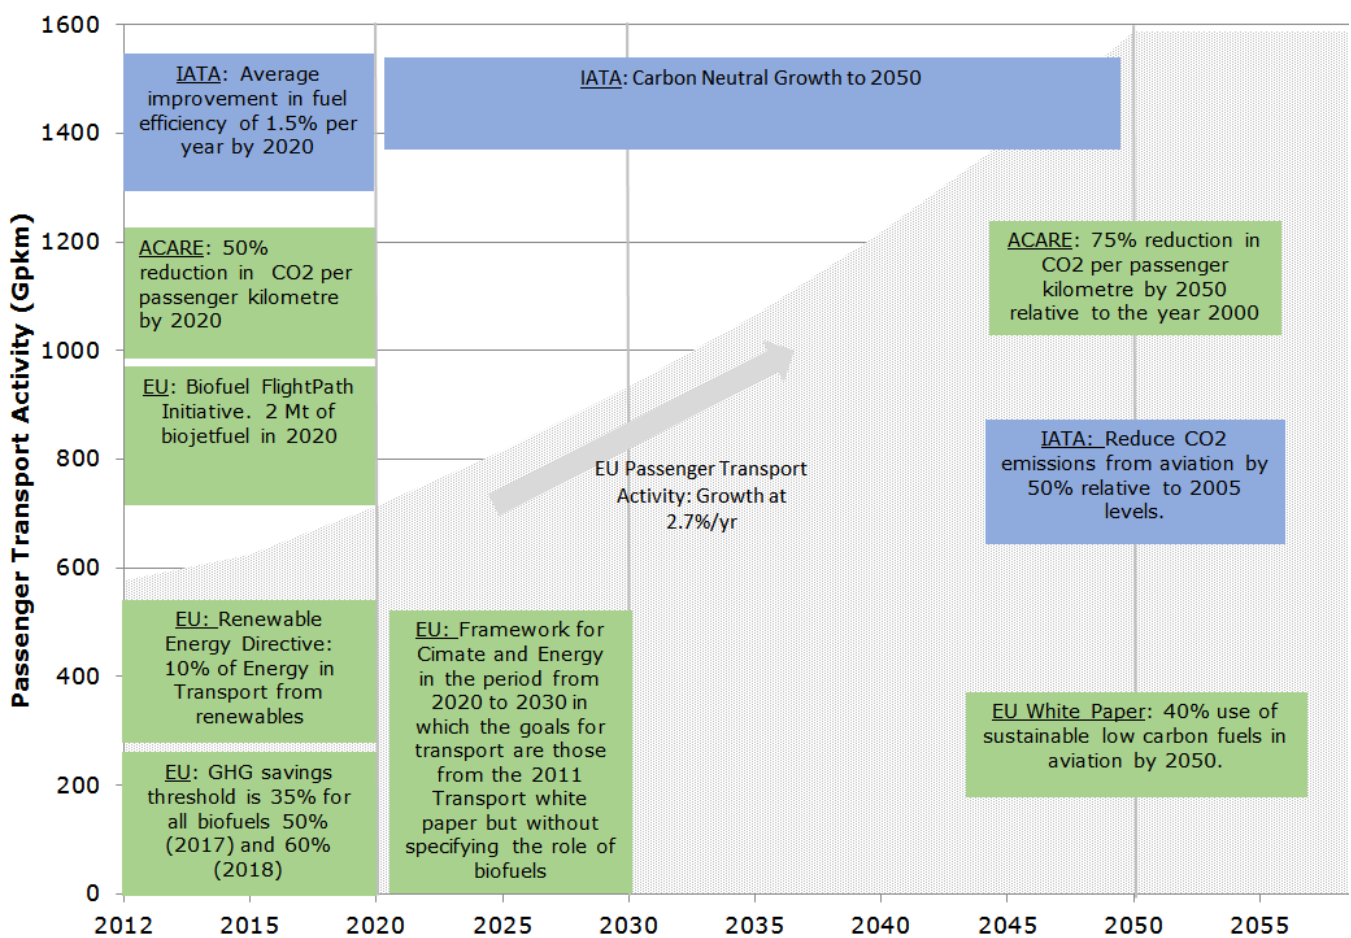 Passenger Transport Activity (Gpkm)
1600
1400
1200
1000
800
600
400
200
0
IATA: Average
improvement in fuel
efficiency of 1.5% per
year by 2020
IATA: Carbon Neutral Growth to 2050
ACARE: 50%
reduction in CO2 per
passenger kilometre
by 2020
ACARE: 75% reduction in
CO2 per passenger
kilometre by 2050
relative to the year 2000
EU: Biofuel FlightPath
Initiative. 2 Mt of
biojetfuel in 2020
EU Passenger Transport
Activity: Growth at
2.7%/yr
IATA: Reduce CO2
emissions from aviation by
50% relative to 2005
levels.
EU: Renewable
Energy Directive:
10% of Energy in
Transport from
renewables
EU: Framework for
Cimate and Energy
in the period from
2020 to 2030 in
which the goals for
transport are those
from the 2011
Transport white
paper but without
specifying the role of
biofuels
EU White Paper: 40% use of
sustainable low carbon fuels in
aviation by 2050.
EU: GHG savings
threshold is 35% for
all biofuels 50%
(2017) and 60%
(2018)
2012 2015 2020 2025 2030 2035 2040 2045 2050 2055